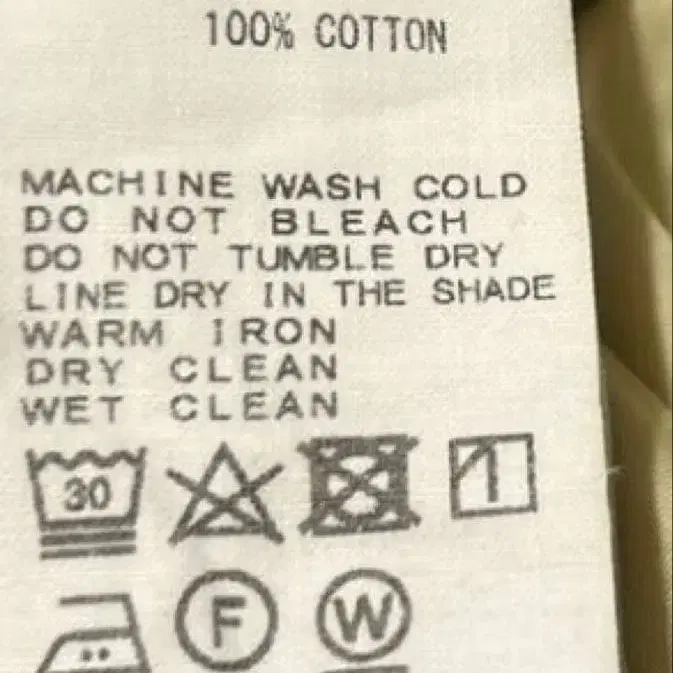 100% COTTON
MACHINE WASH COLD
DO NOT BLEACH
DO NOT TUMBLE DRY
LINE DRY IN THE SHADE
WARM IRON
DRY CLEAN
WET CLEAN
30
F W